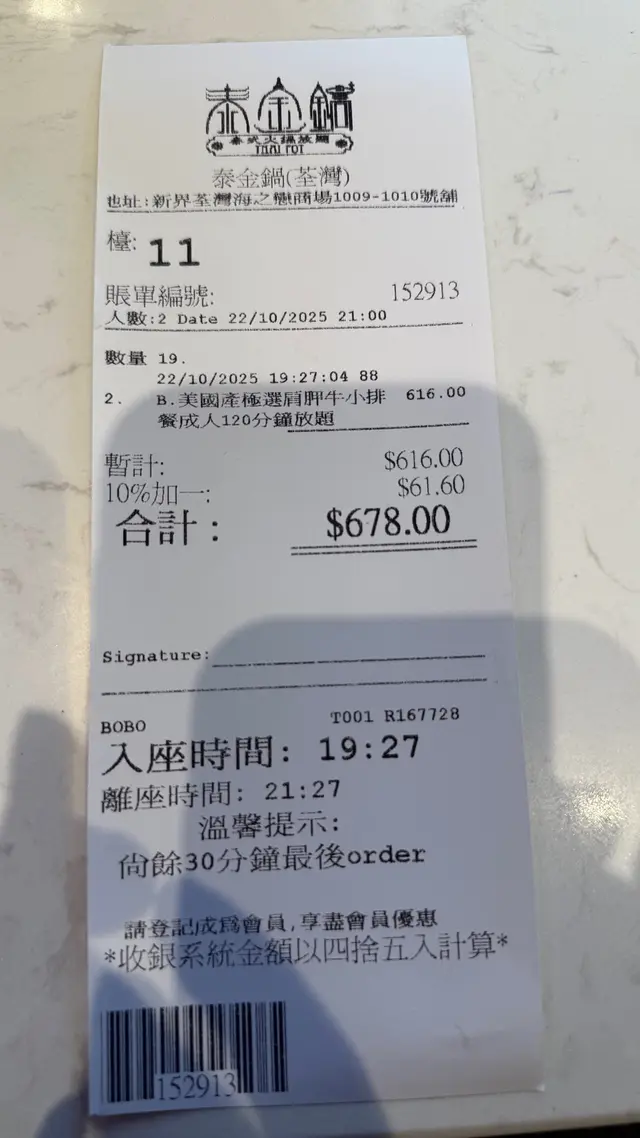 泰金鍋
泰式火鍋放題
THAI POT
泰金鍋(荃灣)
地址:新界荃灣海之戀商場1009-1010號舖
檯: 11
賬單編號: 152913
人數:2 Date 22/10/2025 21:00
數量 19.
22/10/2025 19:27:04 88
2. B.美國產極選肩胛牛小排 616.00
餐成人120分鐘放題
暫計: $616.00
10%加一: $61.60
合計: $678.00
Signature:
BOBO T001 R167728
入座時間: 19:27
離座時間: 21:27
溫馨提示:
尚餘30分鐘最後order
請登記成為會員,享盡會員優惠
*收銀系統金額以四捨五入計算*
152913